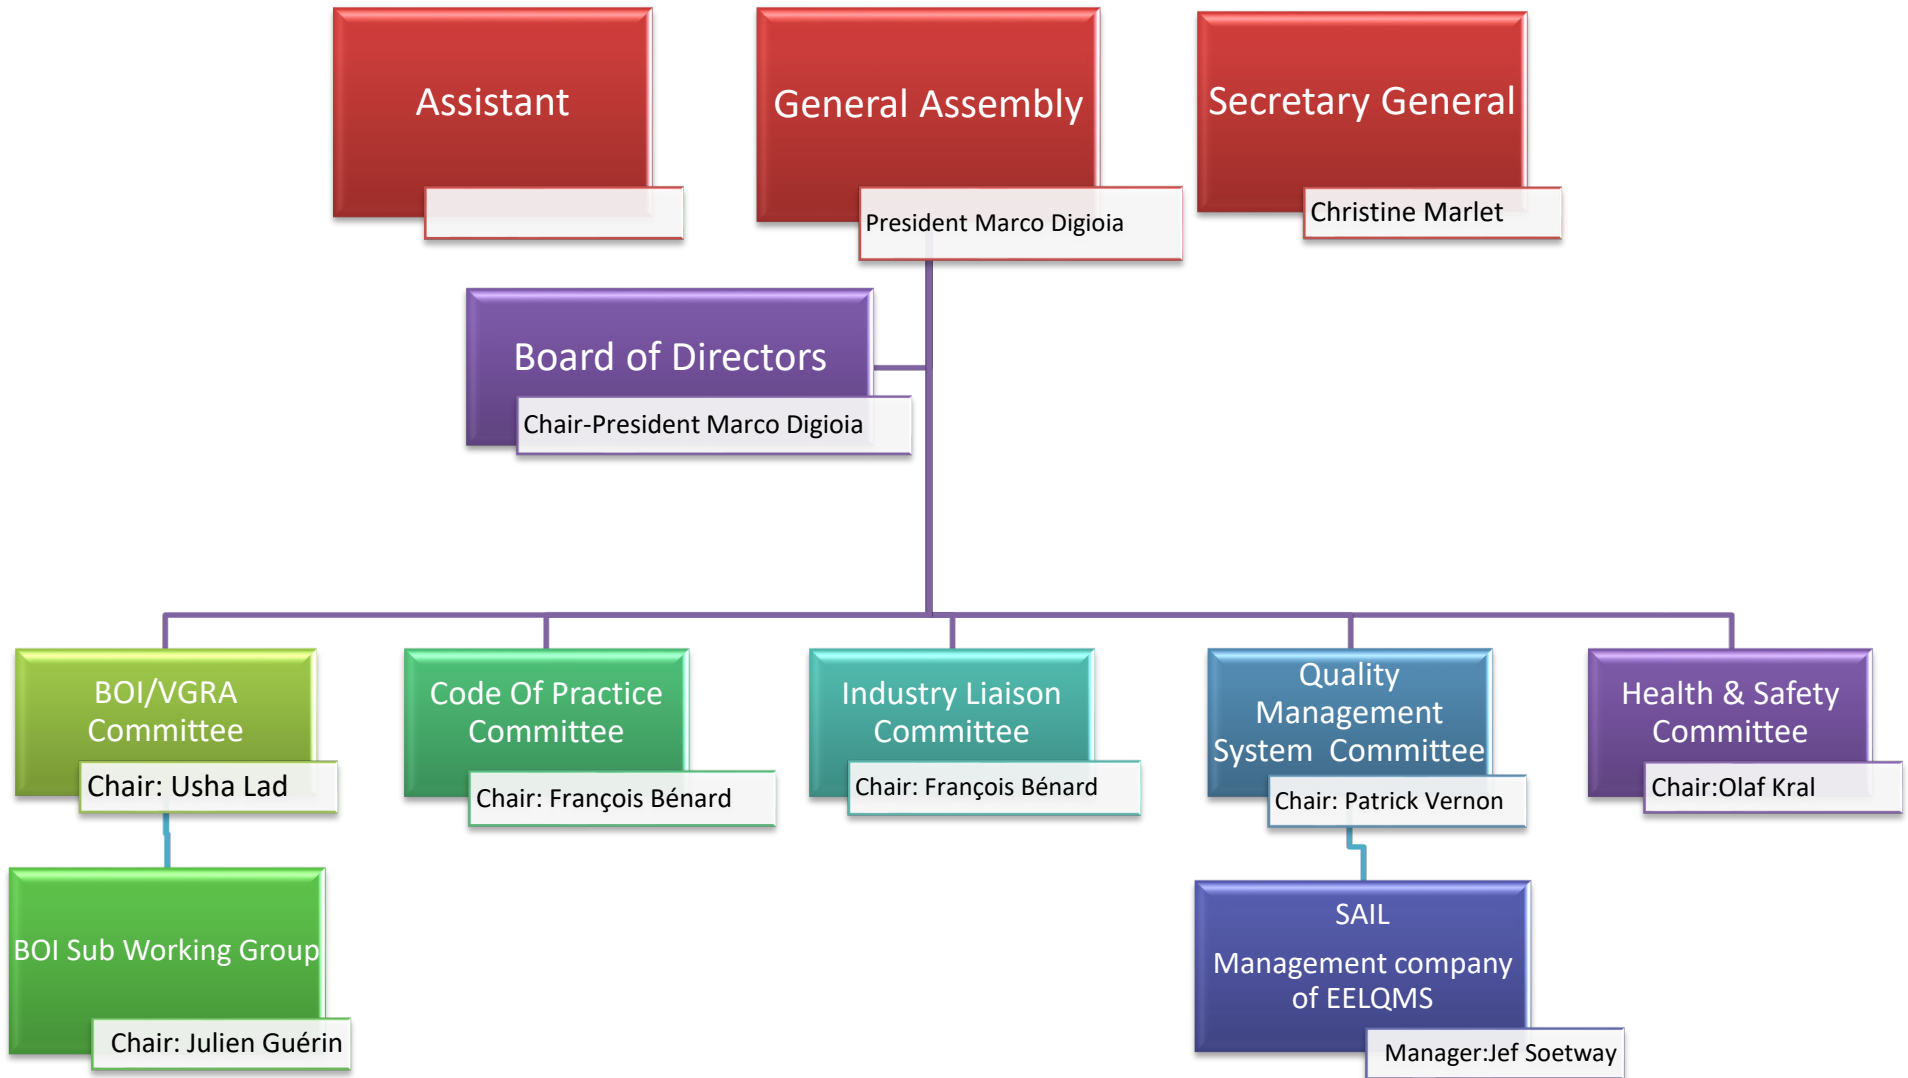 Assistant
General Assembly
President Marco Digioia
Secretary General
Christine Marlet
Board of Directors
Chair-President Marco Digioia
BOI/VGRA
Committee
Chair: Usha Lad
Code Of Practice
Committee
Chair: François Bénard
Industry Liaison
Committee
Chair: François Bénard
Quality
Management
System Committee
Chair: Patrick Vernon
Health & Safety
Committee
Chair:Olaf Kral
BOI Sub Working Group
Chair: Julien Guérin
SAIL
Management company
of EELQMS
Manager:Jef Soetway